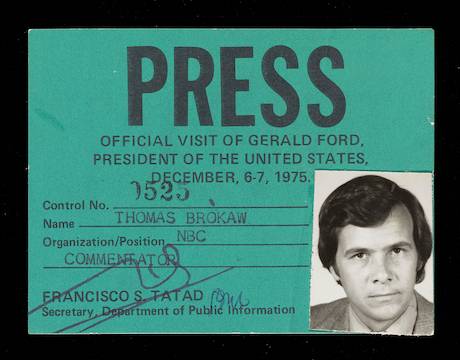 PRESS
OFFICIAL VISIT OF GERALD FORD,
PRESIDENT OF THE UNITED STATES,
DECEMBER, 6-7, 1975.
Control No. 0525
Name THOMAS BROKAW
Organization/Position NBC
COMMENTATOR
FRANCISCO S. TATAD
Secretary, Department of Public Information